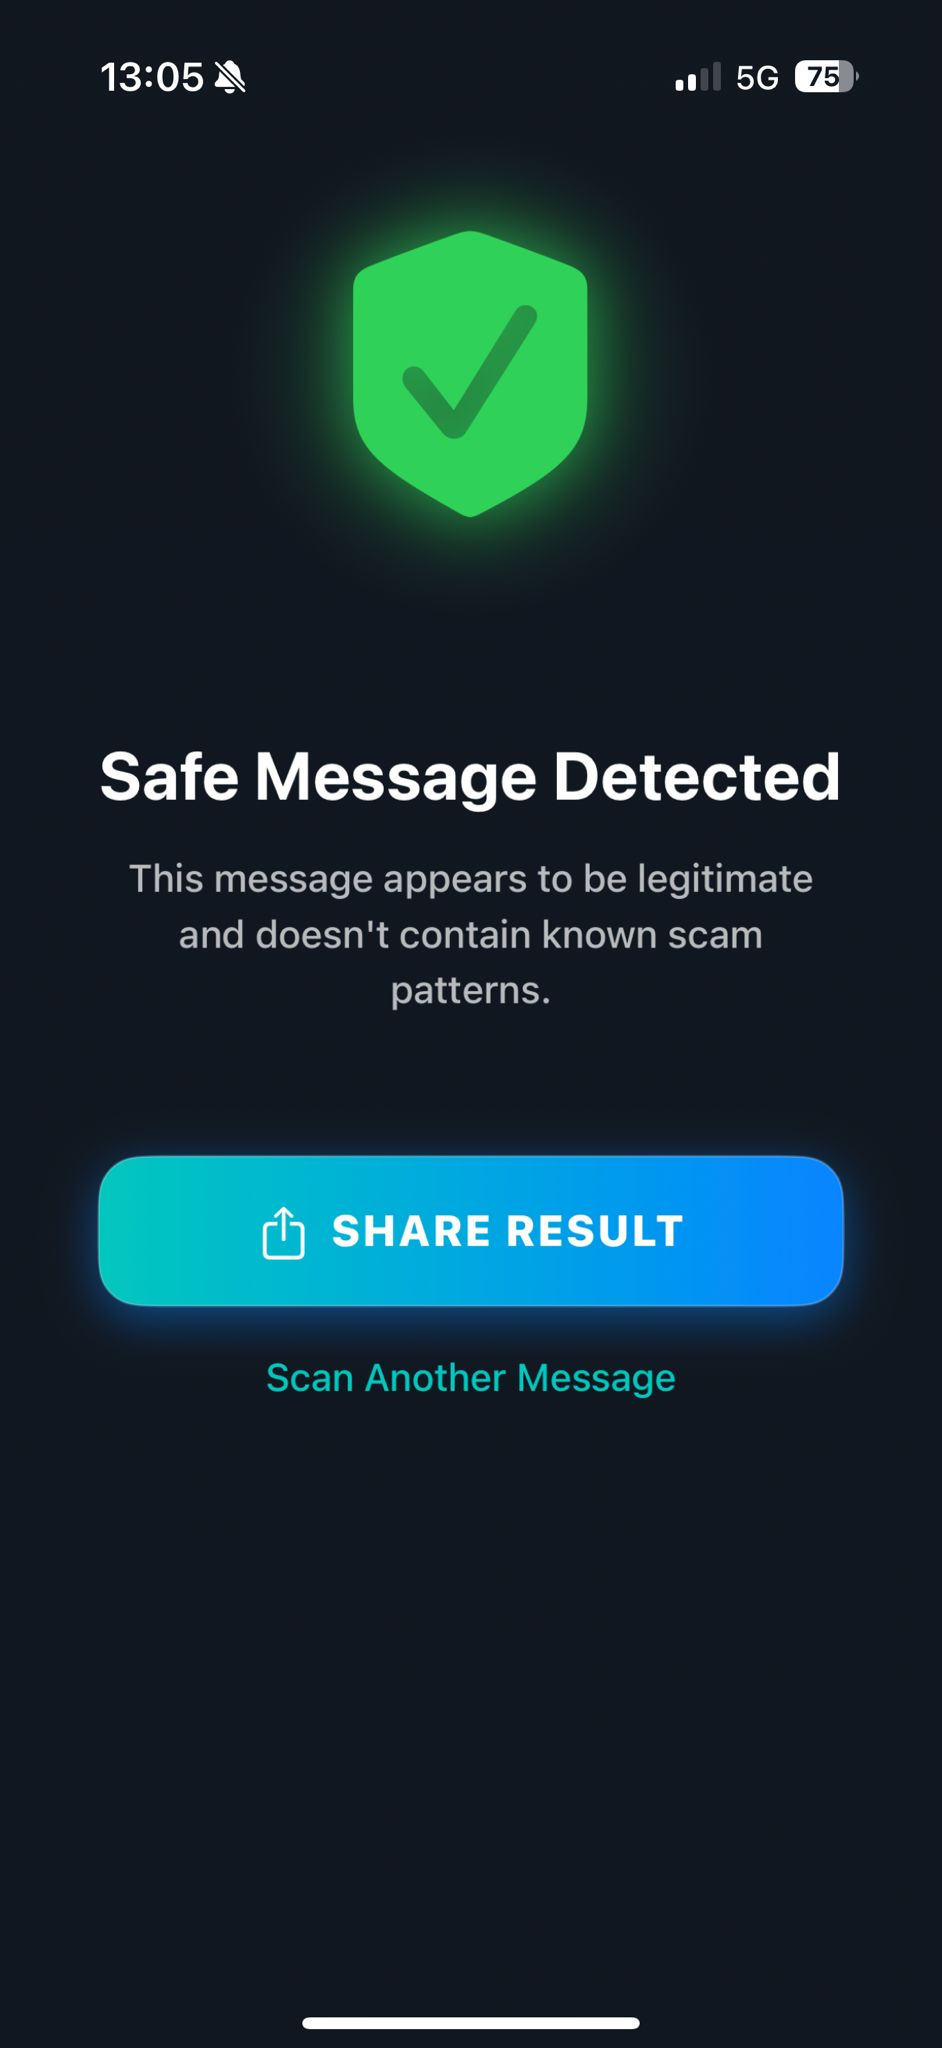 13:05
5G
75
Safe Message Detected
This message appears to be legitimate
and doesn't contain known scam
patterns.
SHARE RESULT
Scan Another Message